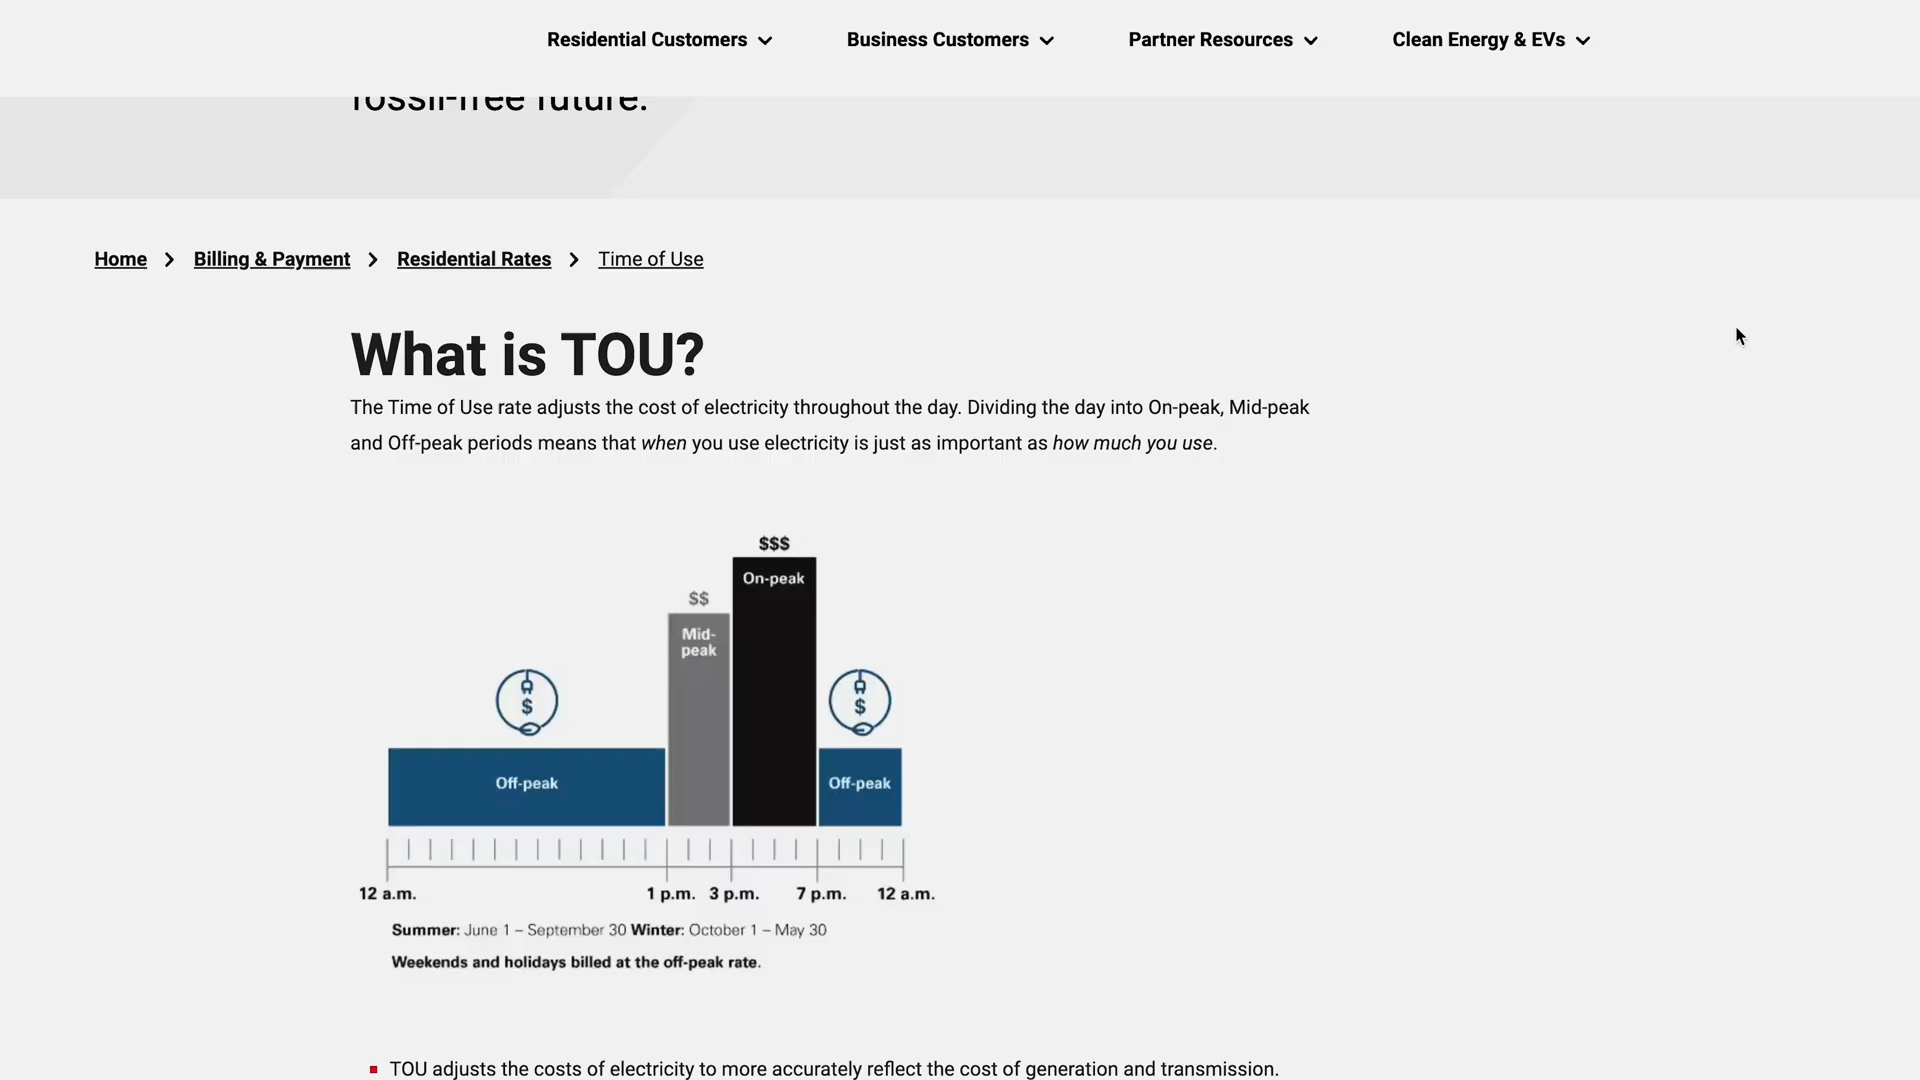 Residential Customers
Business Customers
Partner Resources
Clean Energy & EVs
fossil-free future.
Home
Billing & Payment
Residential Rates
Time of Use
What is TOU?
The Time of Use rate adjusts the cost of electricity throughout the day. Dividing the day into On-peak, Mid-peak
and Off-peak periods means that when you use electricity is just as important as how much you use.
$$$
On-peak
$$
Mid-
peak
$
$
Off-peak
Off-peak
12 a.m.
1 p.m.
3 p.m.
7 p.m.
12 a.m.
Summer: June 1 – September 30 Winter: October 1 – May 30
Weekends and holidays billed at the off-peak rate.
TOU adjusts the costs of electricity to more accurately reflect the cost of generation and transmission.